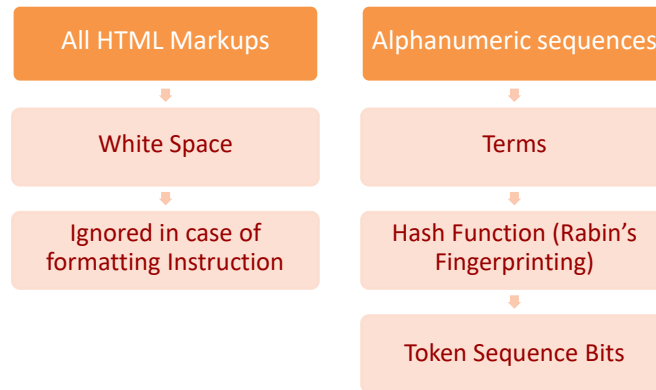 All HTML Markups
White Space
Ignored in case of
formatting Instruction
Alphanumeric sequences
Terms
Hash Function (Rabin’s
Fingerprinting)
Token Sequence Bits